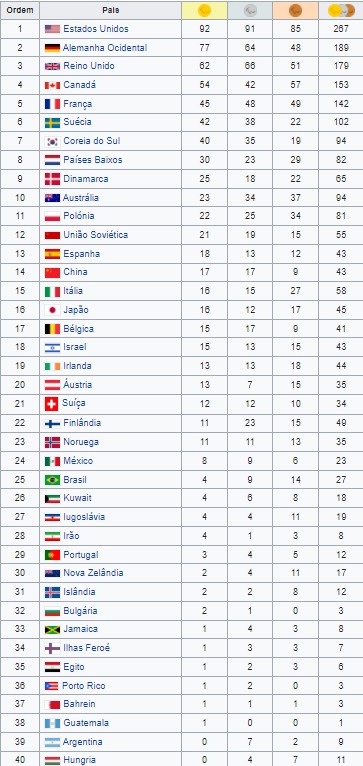 Ordem País
1 Estados Unidos 92 91 85 267
2 Alemanha Ocidental 77 64 48 189
3 Reino Unido 62 66 51 179
4 Canadá 54 42 57 153
5 França 45 48 49 142
6 Suécia 42 38 22 102
7 Coreia do Sul 40 35 19 94
8 Países Baixos 30 23 29 82
9 Dinamarca 25 18 22 65
10 Austrália 23 34 37 94
11 Polónia 22 25 34 81
12 União Soviética 21 19 15 55
13 Espanha 18 13 12 43
14 China 17 17 9 43
15 Itália 16 15 27 58
16 Japão 16 12 17 45
17 Bélgica 15 17 9 41
18 Israel 15 13 15 43
19 Irlanda 13 13 18 44
20 Áustria 13 7 15 35
21 Suíça 12 12 10 34
22 Finlândia 11 23 15 49
23 Noruega 11 11 13 35
24 México 8 9 6 23
25 Brasil 4 9 14 27
26 Kuwait 4 6 8 18
27 Iugoslávia 4 4 11 19
28 Irão 4 1 3 8
29 Portugal 3 4 5 12
30 Nova Zelândia 2 4 11 17
31 Islândia 2 2 8 12
32 Bulgária 2 1 0 3
33 Jamaica 1 4 3 8
34 Ilhas Feroé 1 3 3 7
35 Egito 1 2 3 6
36 Porto Rico 1 2 0 3
37 Bahrein 1 1 1 3
38 Guatemala 1 0 0 1
39 Argentina 0 7 2 9
40 Hungria 0 4 7 11